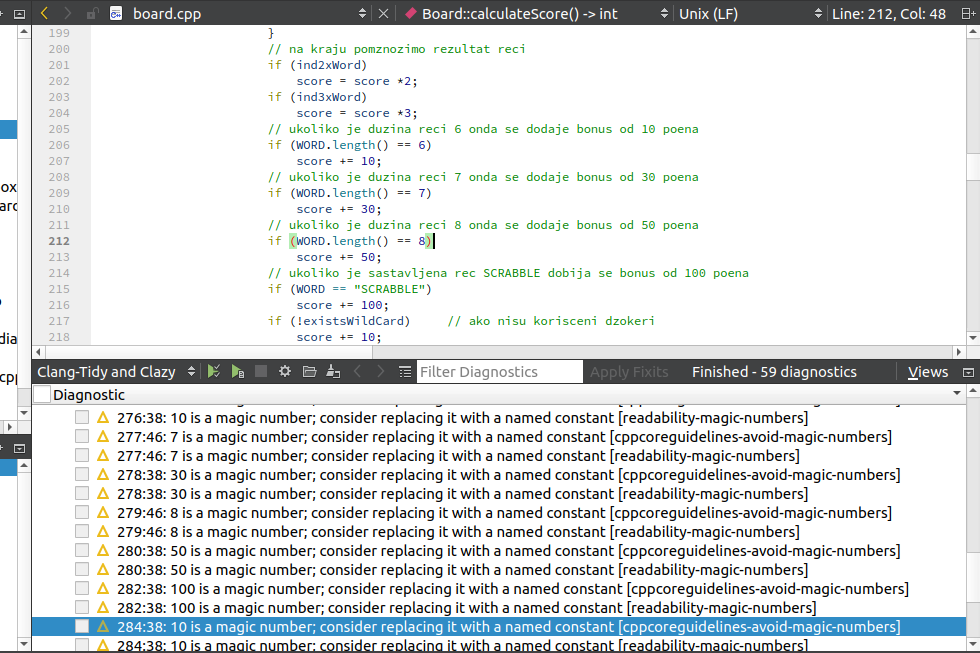 board.cpp
Board::calculateScore() -> int
Unix (LF)
Line: 212, Col: 48
199 }
200 // na kraju pomznozimo rezultat reci
201 if (ind2xWord)
202 score = score *2;
203 if (ind3xWord)
204 score = score *3;
205 // ukoliko je duzina reci 6 onda se dodaje bonus od 10 poena
206 if (WORD.length() == 6)
207 score += 10;
208 // ukoliko je duzina reci 7 onda se dodaje bonus od 30 poena
209 if (WORD.length() == 7)
210 score += 30;
211 // ukoliko je duzina reci 8 onda se dodaje bonus od 50 poena
212 if (WORD.length() == 8)
213 score += 50;
214 // ukoliko je sastavljena rec SCRABBLE dobija se bonus od 100 poena
215 if (WORD == "SCRABBLE")
216 score += 100;
217 if (!existsWildCard) // ako nisu korisceni dzokeri
218 score += 10;
Clang-Tidy and Clazy
Filter Diagnostics
Apply Fixits
Finished - 59 diagnostics
Views
Diagnostic
276:38: 10 is a magic number; consider replacing it with a named constant [readability-magic-numbers]
277:46: 7 is a magic number; consider replacing it with a named constant [cppcoreguidelines-avoid-magic-numbers]
277:46: 7 is a magic number; consider replacing it with a named constant [readability-magic-numbers]
278:38: 30 is a magic number; consider replacing it with a named constant [cppcoreguidelines-avoid-magic-numbers]
278:38: 30 is a magic number; consider replacing it with a named constant [readability-magic-numbers]
279:46: 8 is a magic number; consider replacing it with a named constant [cppcoreguidelines-avoid-magic-numbers]
279:46: 8 is a magic number; consider replacing it with a named constant [readability-magic-numbers]
280:38: 50 is a magic number; consider replacing it with a named constant [cppcoreguidelines-avoid-magic-numbers]
280:38: 50 is a magic number; consider replacing it with a named constant [readability-magic-numbers]
282:38: 100 is a magic number; consider replacing it with a named constant [cppcoreguidelines-avoid-magic-numbers]
282:38: 100 is a magic number; consider replacing it with a named constant [readability-magic-numbers]
284:38: 10 is a magic number; consider replacing it with a named constant [cppcoreguidelines-avoid-magic-numbers]
284:38: 10 is a magic number; consider replacing it with a named constant [readability-magic-numbers]